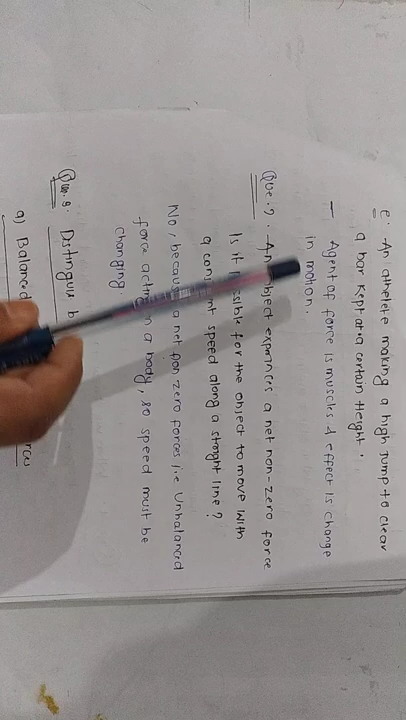 e. An athelete making a high Jump to clear
a bar kept at a certain Height.
— Agent of force is muscles & effect is change
in motion.
Que. 7. An object experinces a net non-zero force
Is it possible for the object to move with
a constant speed along a straght line?
No, because a net non zero forces i.e Unbalanced
force acting on a body, so speed must be
changing
Que. 8. Distinguis b
a) Balanced